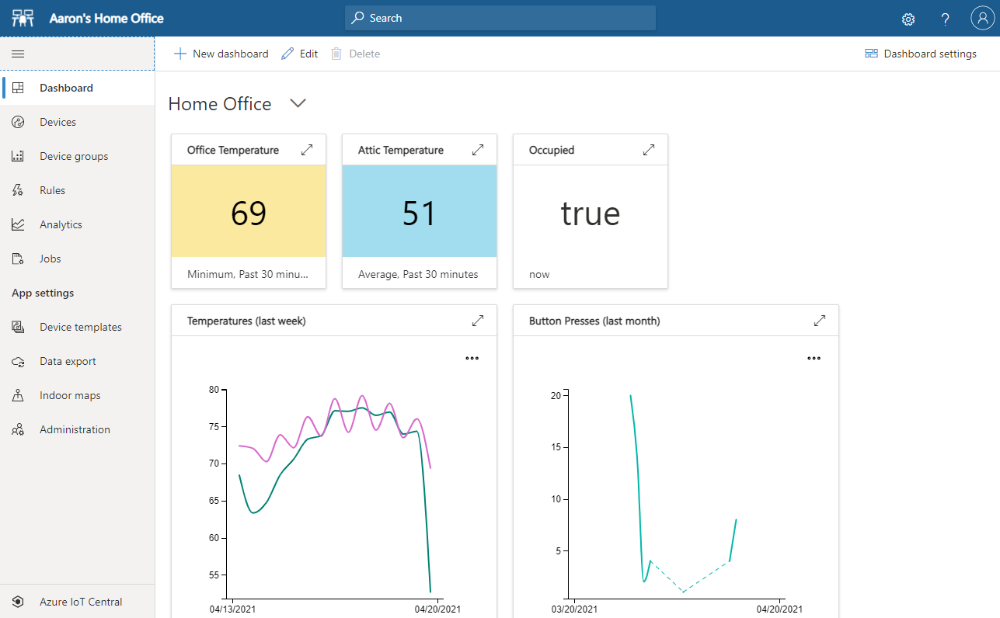 Aaron's Home Office
Search
?
New dashboard
Edit
Delete
Dashboard settings
Dashboard
Devices
Device groups
Rules
Analytics
Jobs
App settings
Device templates
Data export
Indoor maps
Administration
Azure IoT Central
Home Office
Office Temperature
69
Minimum, Past 30 minu...
Attic Temperature
51
Average, Past 30 minutes
Occupied
true
now
Temperatures (last week)
80
75
70
65
60
55
04/13/2021
04/20/2021
Button Presses (last month)
20
15
10
5
03/20/2021
04/20/2021